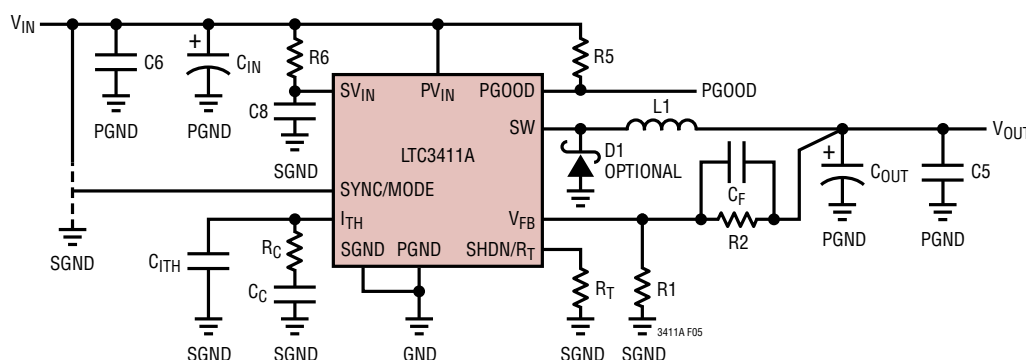 VIN
C6
+
CIN
R6
R5
PGND
PGND
C8
SGND
SVIN
PVIN
PGOOD
PGOOD
SW
L1
VOUT
LTC3411A
D1
OPTIONAL
CF
+
COUT
C5
SYNC/MODE
ITH
VFB
R2
PGND
PGND
SGND
PGND
SHDN/RT
SGND
CITH
RC
CC
RT
R1
3411A F05
SGND
SGND
GND
SGND
SGND